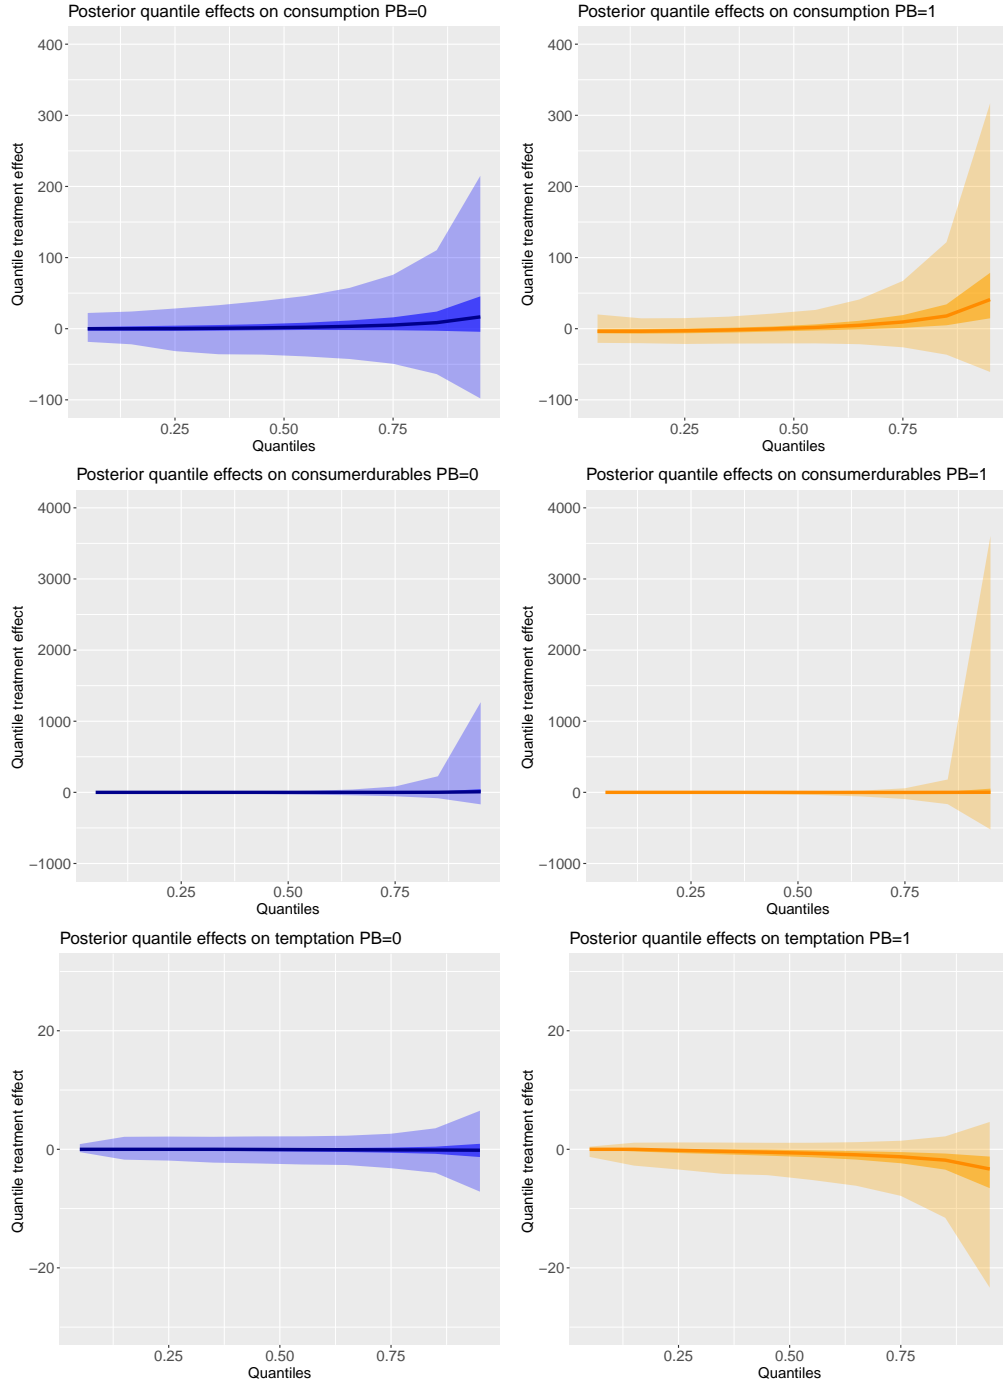 Posterior quantile effects on consumption PB=0
400
300
200
100
0
−100
Quantile treatment effect
0.25
0.50
0.75
Quantiles
Posterior quantile effects on consumption PB=1
400
300
200
100
0
−100
Quantile treatment effect
0.25
0.50
0.75
Quantiles
Posterior quantile effects on consumerdurables PB=0
4000
3000
2000
1000
0
−1000
Quantile treatment effect
0.25
0.50
0.75
Quantiles
Posterior quantile effects on consumerdurables PB=1
4000
3000
2000
1000
0
−1000
Quantile treatment effect
0.25
0.50
0.75
Quantiles
Posterior quantile effects on temptation PB=0
20
0
−20
Quantile treatment effect
0.25
0.50
0.75
Quantiles
Posterior quantile effects on temptation PB=1
20
0
−20
Quantile treatment effect
0.25
0.50
0.75
Quantiles